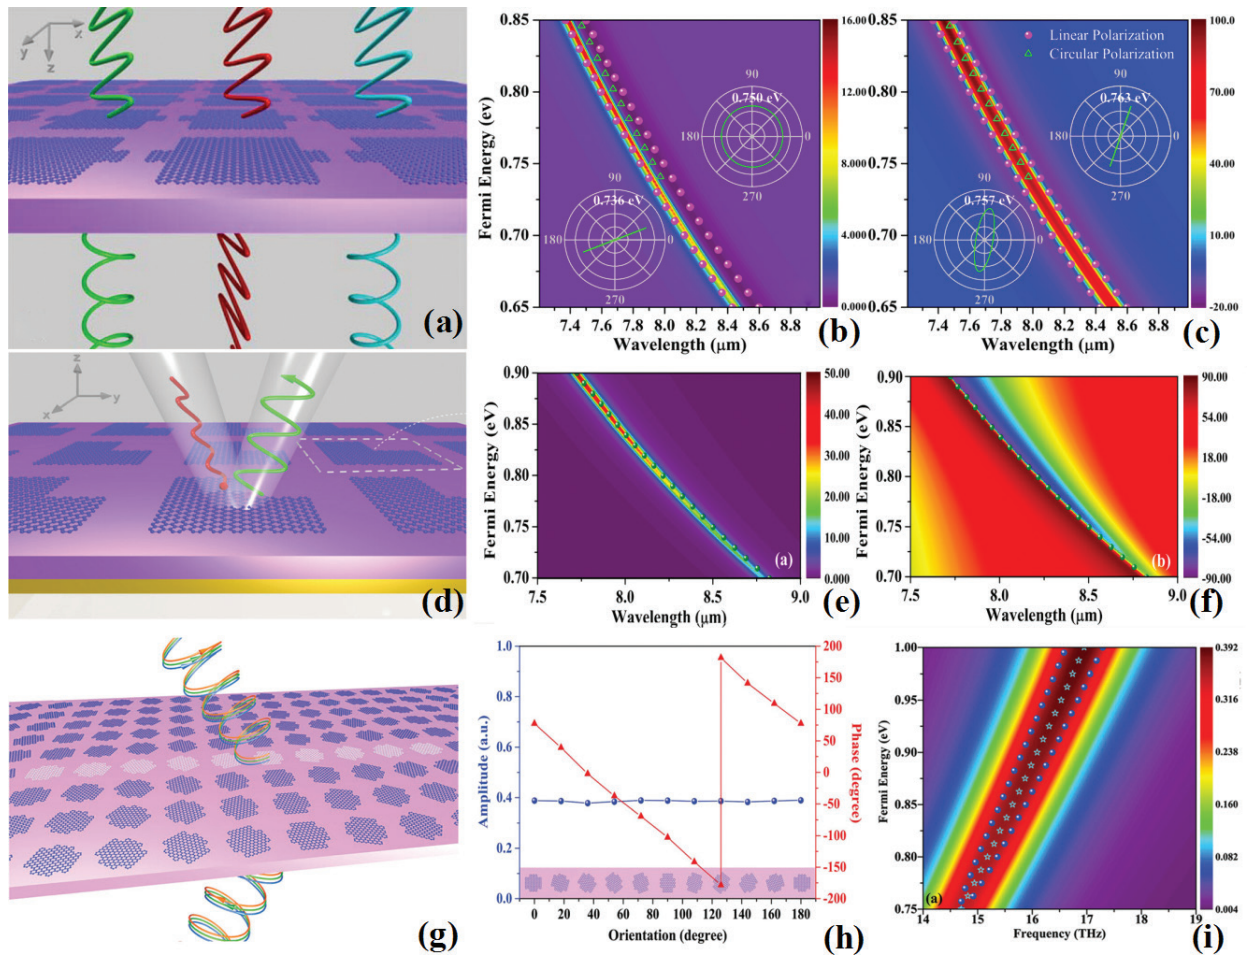 x
y
z
(a)
0.85
0.80
0.75
0.70
0.65
Fermi Energy (ev)
90
0.750 eV
180
0
270
90
0.736 eV
180
0
270
16.00
12.00
8.000
4.000
0.000
7.4 7.6 7.8 8.0 8.2 8.4 8.6 8.8
Wavelength (μm)
(b)
0.85
0.80
0.75
0.70
0.65
Fermi Energy (eV)
Linear Polarization
Circular Polarization
90
0.763 eV
180
0
270
90
0.757 eV
180
0
270
100.0
70.00
40.00
10.00
-20.00
7.4 7.6 7.8 8.0 8.2 8.4 8.6 8.8
Wavelength (μm)
(c)
z
x
y
(d)
0.90
0.85
0.80
0.75
0.70
Fermi Energy (eV)
(a)
50.00
40.00
30.00
20.00
10.00
0.000
7.5 8.0 8.5 9.0
Wavelength (μm)
(e)
0.90
0.85
0.80
0.75
0.70
Fermi Energy (eV)
(b)
90.00
54.00
18.00
-18.00
-54.00
-90.00
7.5 8.0 8.5 9.0
Wavelength (μm)
(f)
(g)
1.0
0.8
0.6
0.4
0.2
0.0
Amplitude (a.u.)
200
150
100
50
0
-50
-100
-150
-200
Phase (degree)
0 20 40 60 80 100 120 140 160 180
Orientation (degree)
(h)
1.00
0.95
0.90
0.85
0.80
0.75
Fermi Energy (eV)
(a)
0.392
0.316
0.238
0.160
0.082
0.004
14 15 16 17 18 19
Frequency (THz)
(i)